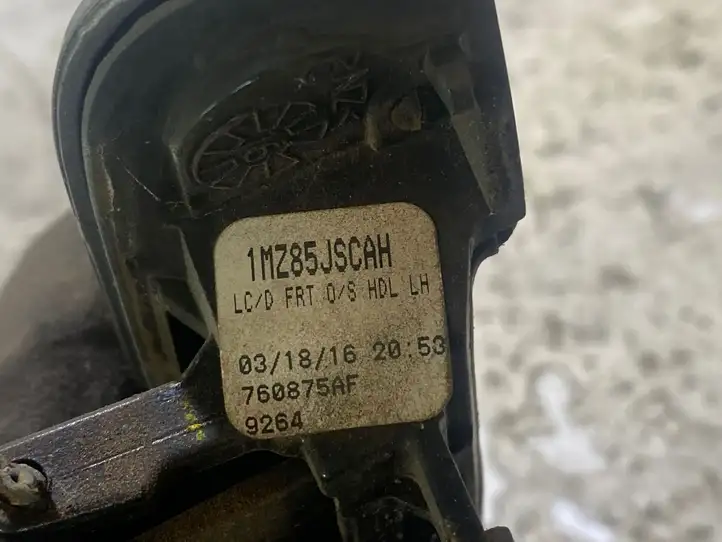 1MZ85JSCAH
LC/D FRT O/S HDL LH
03/18/16 20:53
760875AF
9264